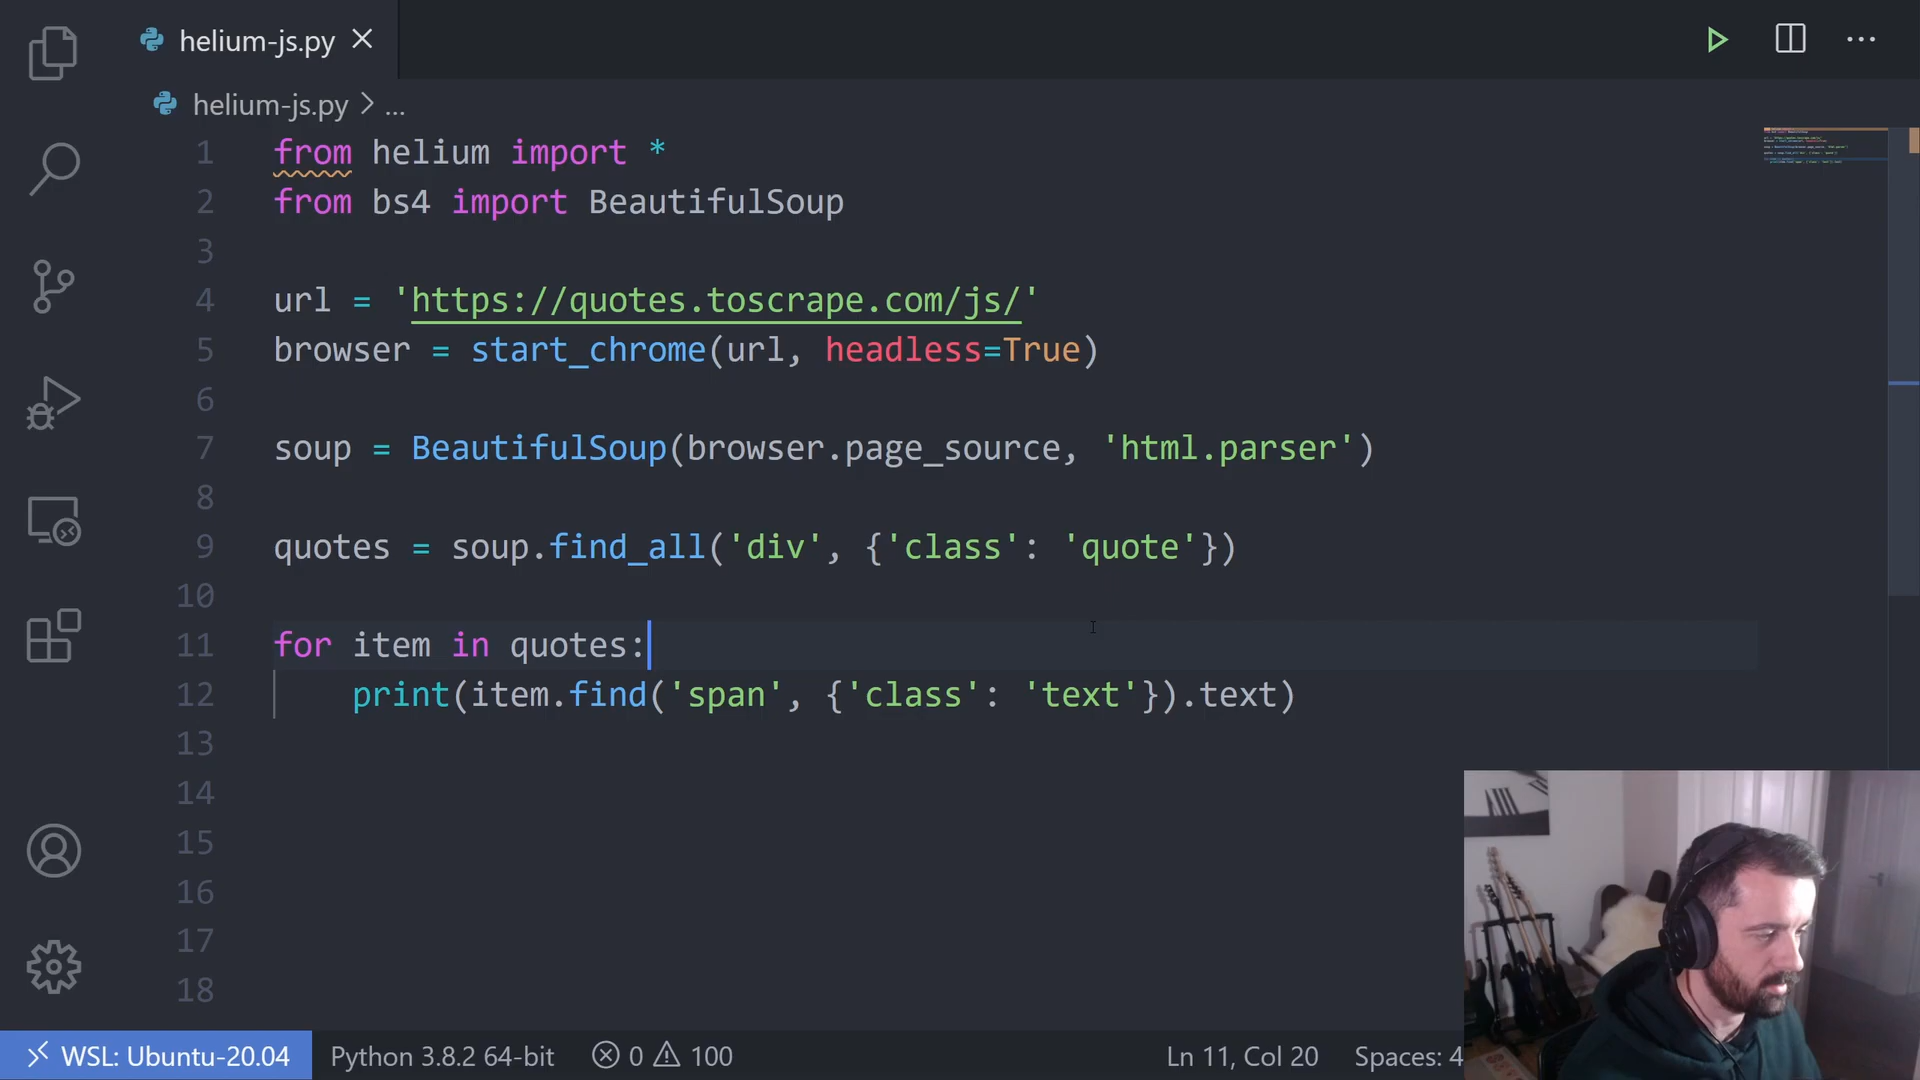 helium-js.py
helium-js.py > ...
1 from helium import *
2 from bs4 import BeautifulSoup
3
4 url = 'https://quotes.toscrape.com/js/'
5 browser = start_chrome(url, headless=True)
6
7 soup = BeautifulSoup(browser.page_source, 'html.parser')
8
9 quotes = soup.find_all('div', {'class': 'quote'})
10
11 for item in quotes:
12     print(item.find('span', {'class': 'text'}).text)
13
14
15
16
17
18
WSL: Ubuntu-20.04 Python 3.8.2 64-bit 0 100 Ln 11, Col 20 Spaces: 4